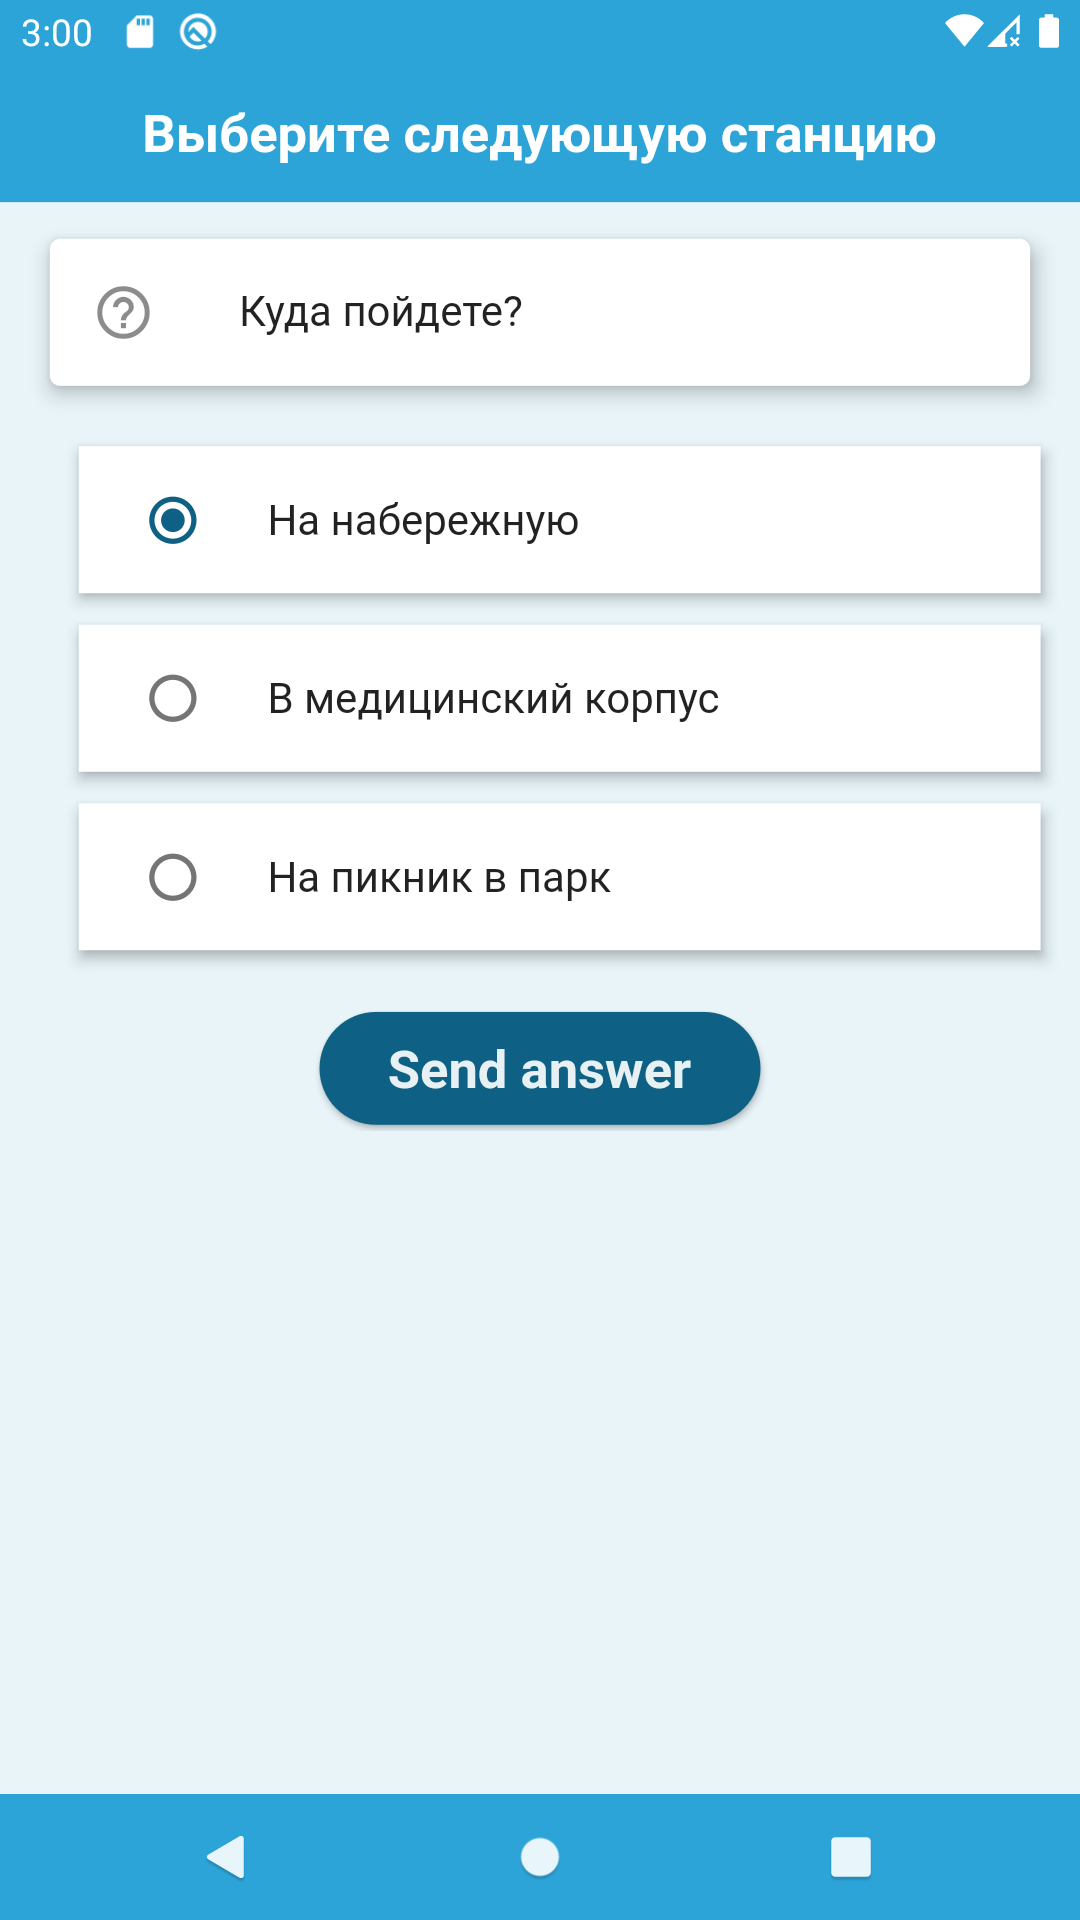 3:00
Выберите следующую станцию
Куда пойдете?
На набережную
В медицинский корпус
На пикник в парк
Send answer